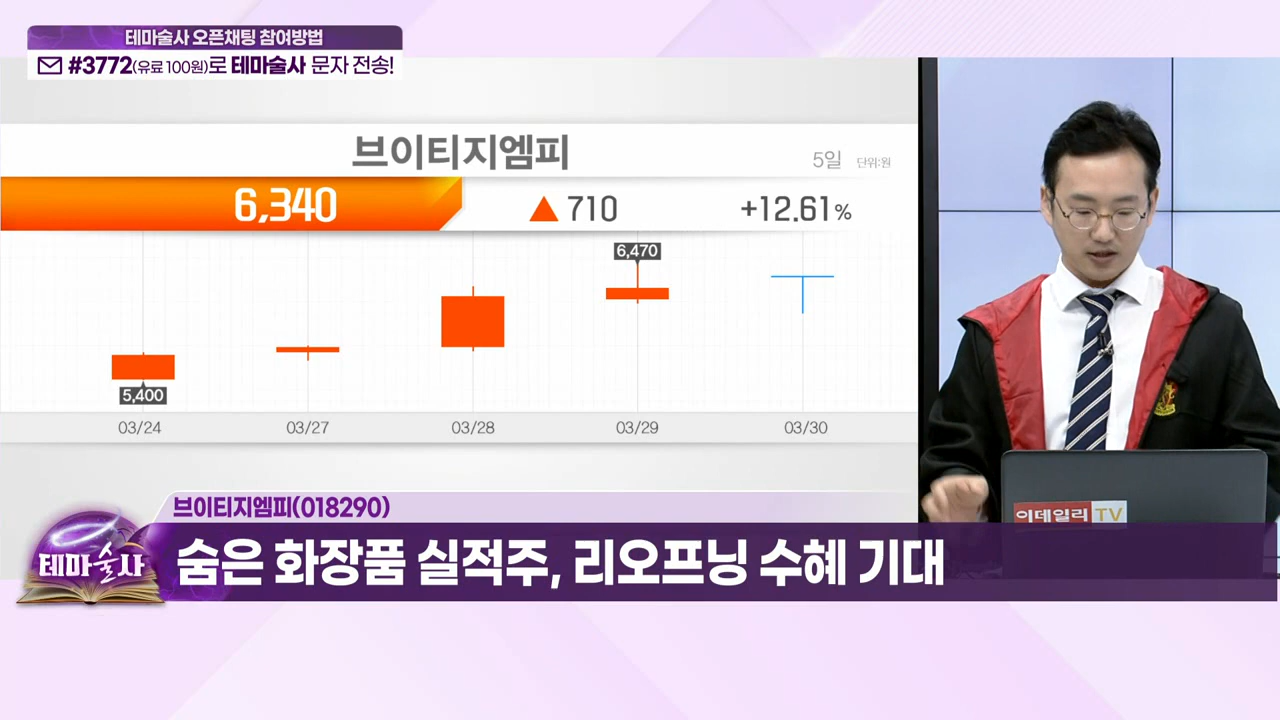 테마술사 오픈채팅 참여방법
#3772(유료 100원)로 테마술사 문자 전송!
브이티지엠피
5일 단위:원
6,340 ▲ 710 +12.61%
6,470
5,400
03/24 03/27 03/28 03/29 03/30
이데일리 TV
브이티지엠피(018290)
테마술사
숨은 화장품 실적주, 리오프닝 수혜 기대